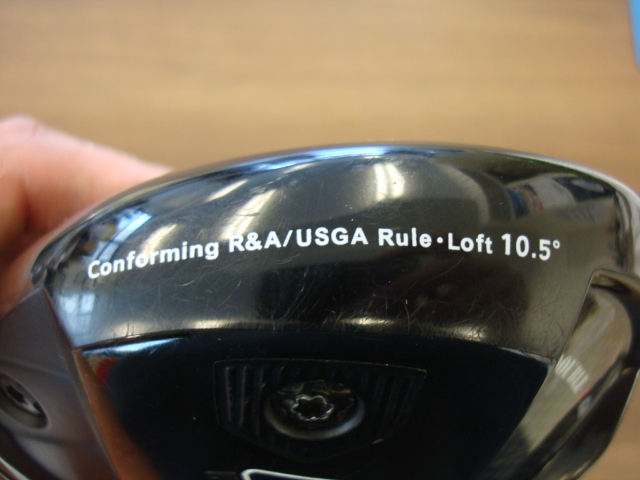 Conforming R&A/USGA Rule•Loft 10.5°